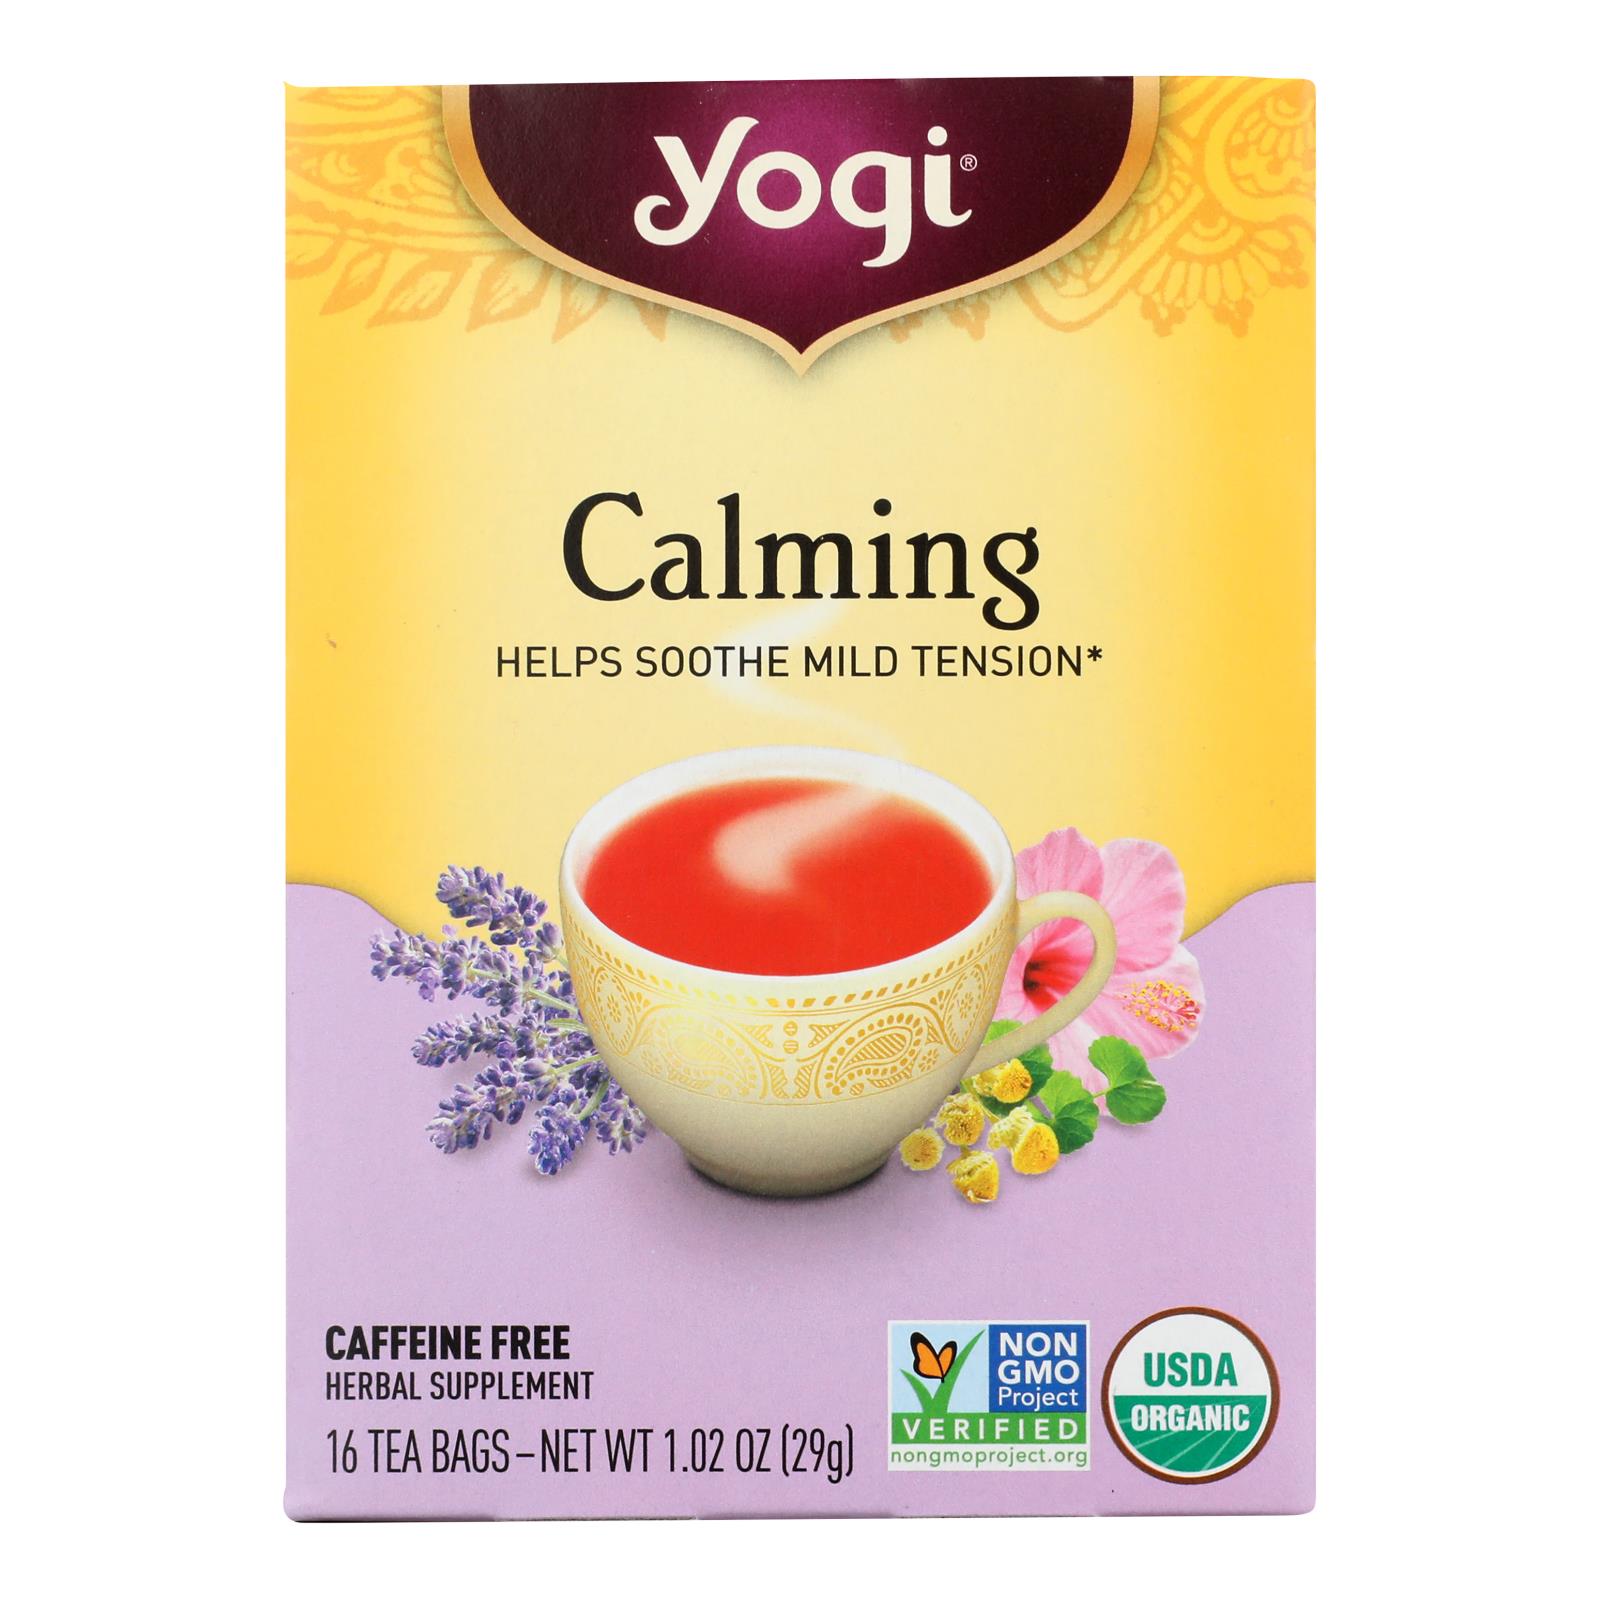 yogi®
Calming
HELPS SOOTHE MILD TENSION*
CAFFEINE FREE
HERBAL SUPPLEMENT
16 TEA BAGS – NET WT 1.02 OZ (29g)
NON
GMO
Project
VERIFIED
nongmoproject.org
USDA
ORGANIC